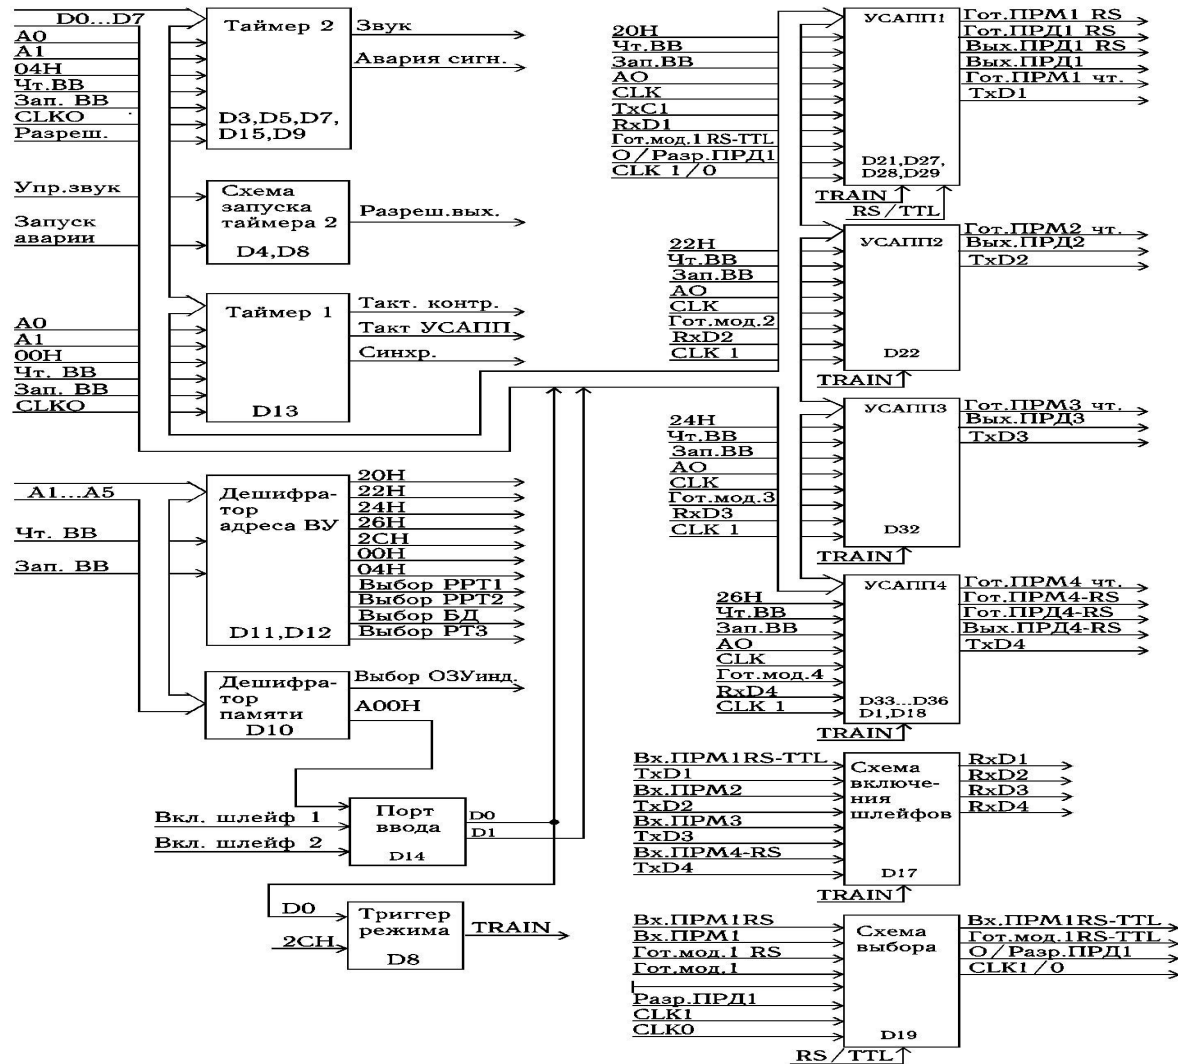 D0...D7
A0
A1
04H
Чт.ВВ
Зап. ВВ
CLKO
Разреш.
Таймер 2
D3,D5,D7,
D15,D9
Звук
Авария сигн.
Упр.звук
Запуск
аварии
Схема
запуска
таймера 2
D4,D8
Разреш.вых.
A0
A1
00H
Чт. ВВ
Зап. ВВ
CLKO
Таймер 1
D13
Такт. контр.
Такт УСАПП
Синхр.
A1...A5
Чт. ВВ
Зап. ВВ
Дешифра-
тор
адреса ВУ
D11,D12
20H
22H
24H
26H
2CH
00H
04H
Выбор РРТ1
Выбор РРТ2
Выбор БД
Выбор РТЗ
Дешифра-
тор
памяти
D10
Выбор ОЗУинд.
A00H
Вкл. шлейф 1
Вкл. шлейф 2
Порт
ввода
D14
D0
D1
D0
2CH
Триггер
режима
D8
TRAIN
20H
Чт.ВВ
Зап.ВВ
АО
CLK
TxC1
RxD1
Гот.мод.1 RS-TTL
О/Разр.ПРД1
CLK 1/0
УСАПП1
D21,D27,
D28,D29
TRAIN
RS/TTL
Гот.ПРМ1 RS
Гот.ПРД1 RS
Вых.ПРД1 RS
Вых.ПРД1
Гот.ПРМ1 чт.
TxD1
22H
Чт.ВВ
Зап.ВВ
АО
CLK
Гот.мод.2
RxD2
CLK 1
УСАПП2
D22
TRAIN
Гот.ПРМ2 чт.
Вых.ПРД2
TxD2
24H
Чт.ВВ
Зап.ВВ
АО
CLK
Гот.мод.3
RxD3
CLK 1
УСАПП3
D32
TRAIN
Гот.ПРМ3 чт.
Вых.ПРД3
TxD3
26H
Чт.ВВ
Зап.ВВ
АО
CLK
Гот.мод.4
RxD4
CLK 1
УСАПП4
D33...D36
D1,D18
TRAIN
Гот.ПРМ4 чт.
Гот.ПРМ4-RS
Гот.ПРД4-RS
Вых.ПРД4-RS
TxD4
Вх.ПРМ1RS-TTL
TxD1
Вх.ПРМ2
TxD2
Вх.ПРМ3
TxD3
Вх.ПРМ4-RS
TxD4
Схема
включе-
ния
шлейфов
D17
TRAIN
RxD1
RxD2
RxD3
RxD4
Вх.ПРМ1RS
Вх.ПРМ1
Гот.мод.1 RS
Гот.мод.1
Разр.ПРД1
CLK1
CLK0
Схема
выбора
D19
RS/TTL
Вх.ПРМ1RS-TTL
Гот.мод.1RS-TTL
О/Разр.ПРД1
CLK1/0